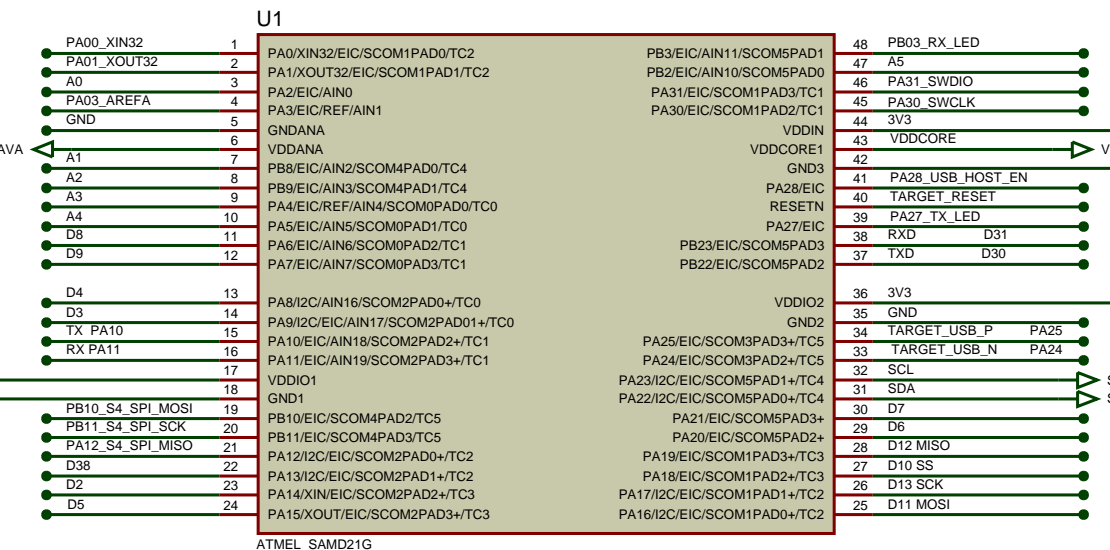 U1
PA00_XIN32 1 PA0/XIN32/EIC/SCOM1PAD0/TC2 PB3/EIC/AIN11/SCOM5PAD1 48 PB03_RX_LED
PA01_XOUT32 2 PA1/XOUT32/EIC/SCOM1PAD1/TC2 PB2/EIC/AIN10/SCOM5PAD0 47 A5
A0 3 PA2/EIC/AIN0 PA31/EIC/SCOM1PAD3/TC1 46 PA31_SWDIO
PA03_AREFA 4 PA3/EIC/REF/AIN1 PA30/EIC/SCOM1PAD2/TC1 45 PA30_SWCLK
GND 5 GNDANA VDDIN 44 3V3
AVA 6 VDDANA VDDCORE1 43 VDDCORE V
A1 7 PB8/EIC/AIN2/SCOM4PAD0/TC4 GND3 42
A2 8 PB9/EIC/AIN3/SCOM4PAD1/TC4 PA28/EIC 41 PA28_USB_HOST_EN
A3 9 PA4/EIC/REF/AIN4/SCOM0PAD0/TC0 RESETN 40 TARGET_RESET
A4 10 PA5/EIC/AIN5/SCOM0PAD1/TC0 PA27/EIC 39 PA27_TX_LED
D8 11 PA6/EIC/AIN6/SCOM0PAD2/TC1 PB23/EIC/SCOM5PAD3 38 RXD D31
D9 12 PA7/EIC/AIN7/SCOM0PAD3/TC1 PB22/EIC/SCOM5PAD2 37 TXD D30
D4 13 PA8/I2C/AIN16/SCOM2PAD0+/TC0 VDDIO2 36 3V3
D3 14 PA9/I2C/EIC/AIN17/SCOM2PAD01+/TC0 GND2 35 GND
TX PA10 15 PA10/EIC/AIN18/SCOM2PAD2+/TC1 PA25/EIC/SCOM3PAD3+/TC5 34 TARGET_USB_P PA25
RX PA11 16 PA11/EIC/AIN19/SCOM2PAD3+/TC1 PA24/EIC/SCOM3PAD2+/TC5 33 TARGET_USB_N PA24
17 VDDIO1 PA23/I2C/EIC/SCOM5PAD1+/TC4 32 SCL
18 GND1 PA22/I2C/EIC/SCOM5PAD0+/TC4 31 SDA
PB10_S4_SPI_MOSI 19 PB10/EIC/SCOM4PAD2/TC5 PA21/EIC/SCOM5PAD3+ 30 D7
PB11_S4_SPI_SCK 20 PB11/EIC/SCOM4PAD3/TC5 PA20/EIC/SCOM5PAD2+ 29 D6
PA12_S4_SPI_MISO 21 PA12/I2C/EIC/SCOM2PAD0+/TC2 PA19/EIC/SCOM1PAD3+/TC3 28 D12 MISO
D38 22 PA13/I2C/EIC/SCOM2PAD1+/TC2 PA18/EIC/SCOM1PAD2+/TC3 27 D10 SS
D2 23 PA14/XIN/EIC/SCOM2PAD2+/TC3 PA17/I2C/EIC/SCOM1PAD1+/TC2 26 D13 SCK
D5 24 PA15/XOUT/EIC/SCOM2PAD3+/TC3 PA16/I2C/EIC/SCOM1PAD0+/TC2 25 D11 MOSI
ATMEL_SAMD21G